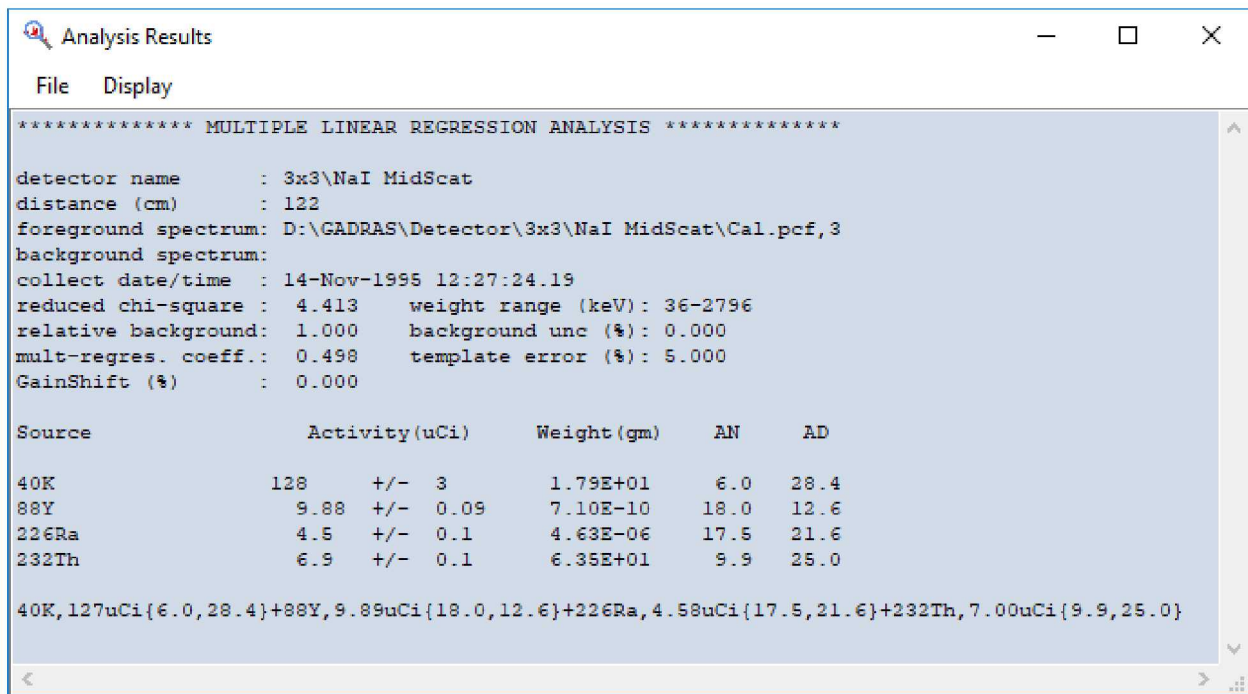 Analysis Results
File Display
************** MULTIPLE LINEAR REGRESSION ANALYSIS **************
detector name : 3x3\NaI MidScat
distance (cm) : 122
foreground spectrum: D:\GADRAS\Detector\3x3\NaI MidScat\Cal.pcf,3
background spectrum:
collect date/time : 14-Nov-1995 12:27:24.19
reduced chi-square : 4.413 weight range (keV): 36-2796
relative background: 1.000 background unc (%): 0.000
mult-regres. coeff.: 0.498 template error (%): 5.000
GainShift (%) : 0.000
Source Activity(uCi) Weight(gm) AN AD
40K 128 +/- 3 1.79E+01 6.0 28.4
88Y 9.88 +/- 0.09 7.10E-10 18.0 12.6
226Ra 4.5 +/- 0.1 4.63E-06 17.5 21.6
232Th 6.9 +/- 0.1 6.35E+01 9.9 25.0
40K,127uCi{6.0,28.4}+88Y,9.89uCi{18.0,12.6}+226Ra,4.58uCi{17.5,21.6}+232Th,7.00uCi{9.9,25.0}